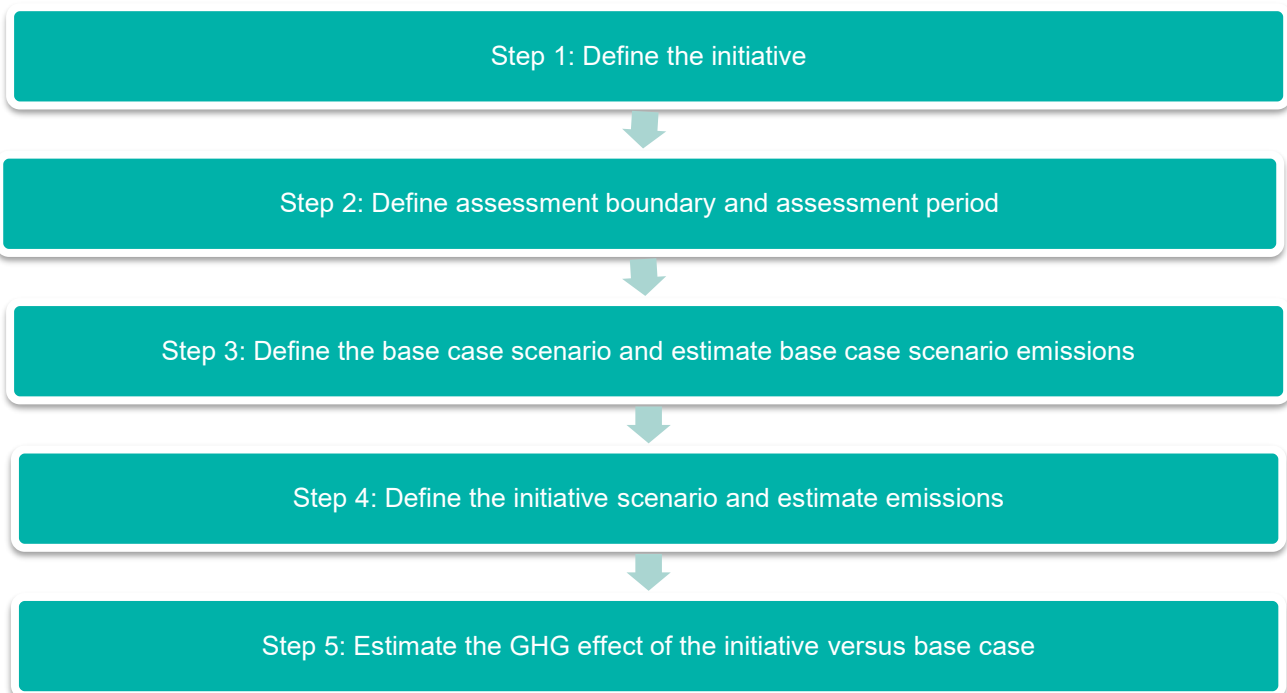 Step 1: Define the initiative
Step 2: Define assessment boundary and assessment period
Step 3: Define the base case scenario and estimate base case scenario emissions
Step 4: Define the initiative scenario and estimate emissions
Step 5: Estimate the GHG effect of the initiative versus base case